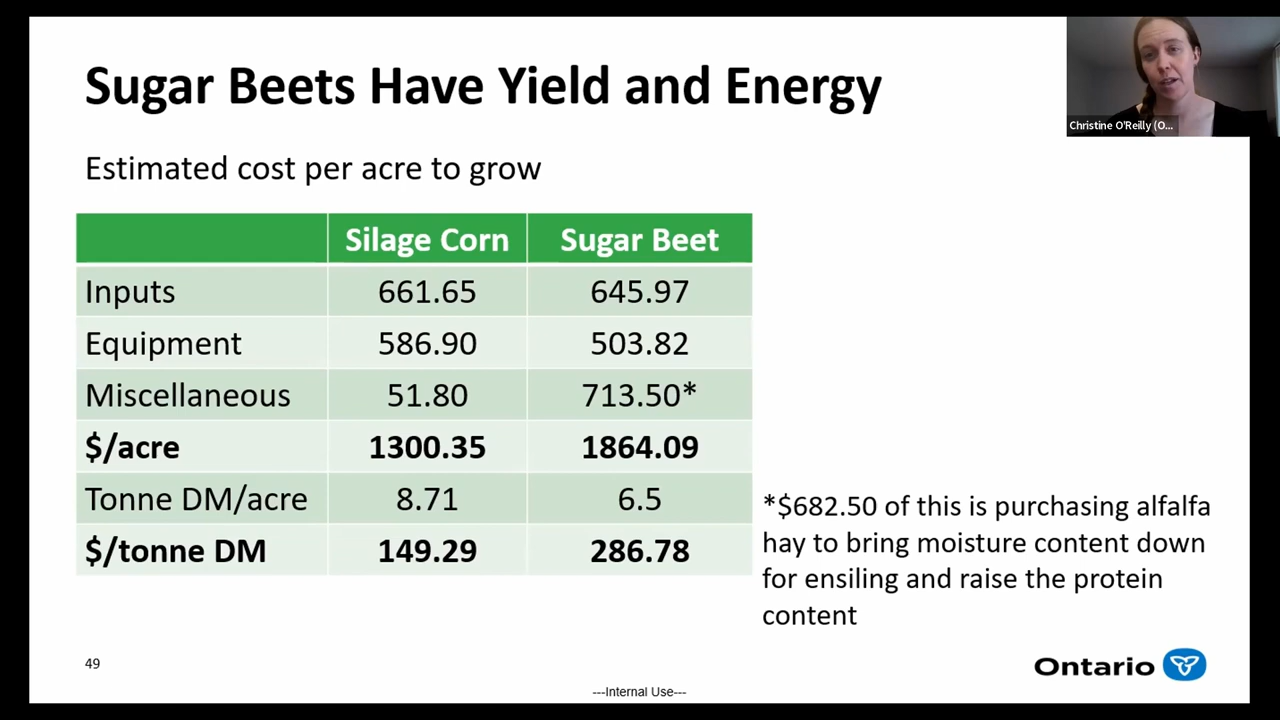 Sugar Beets Have Yield and Energy
Christine O'Reilly (O...
Estimated cost per acre to grow
Silage Corn Sugar Beet
Inputs 661.65 645.97
Equipment 586.90 503.82
Miscellaneous 51.80 713.50*
$/acre 1300.35 1864.09
Tonne DM/acre 8.71 6.5
$/tonne DM 149.29 286.78
*$682.50 of this is purchasing alfalfa
hay to bring moisture content down
for ensiling and raise the protein
content
49
Ontario
---Internal Use---